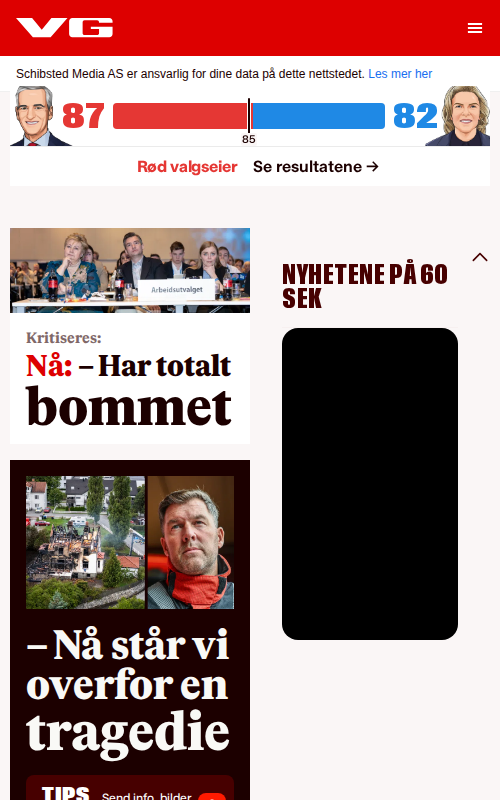 VG
Schibsted Media AS er ansvarlig for dine data på dette nettstedet. Les mer her
87
82
85
Rød valgseier Se resultatene →
Arbeidsutvalget
Kritiseres:
Nå: – Har totalt
bommet
NYHETENE PÅ 60
SEK
– Nå står vi
overfor en
tragedie
TIPS Send info, bilder